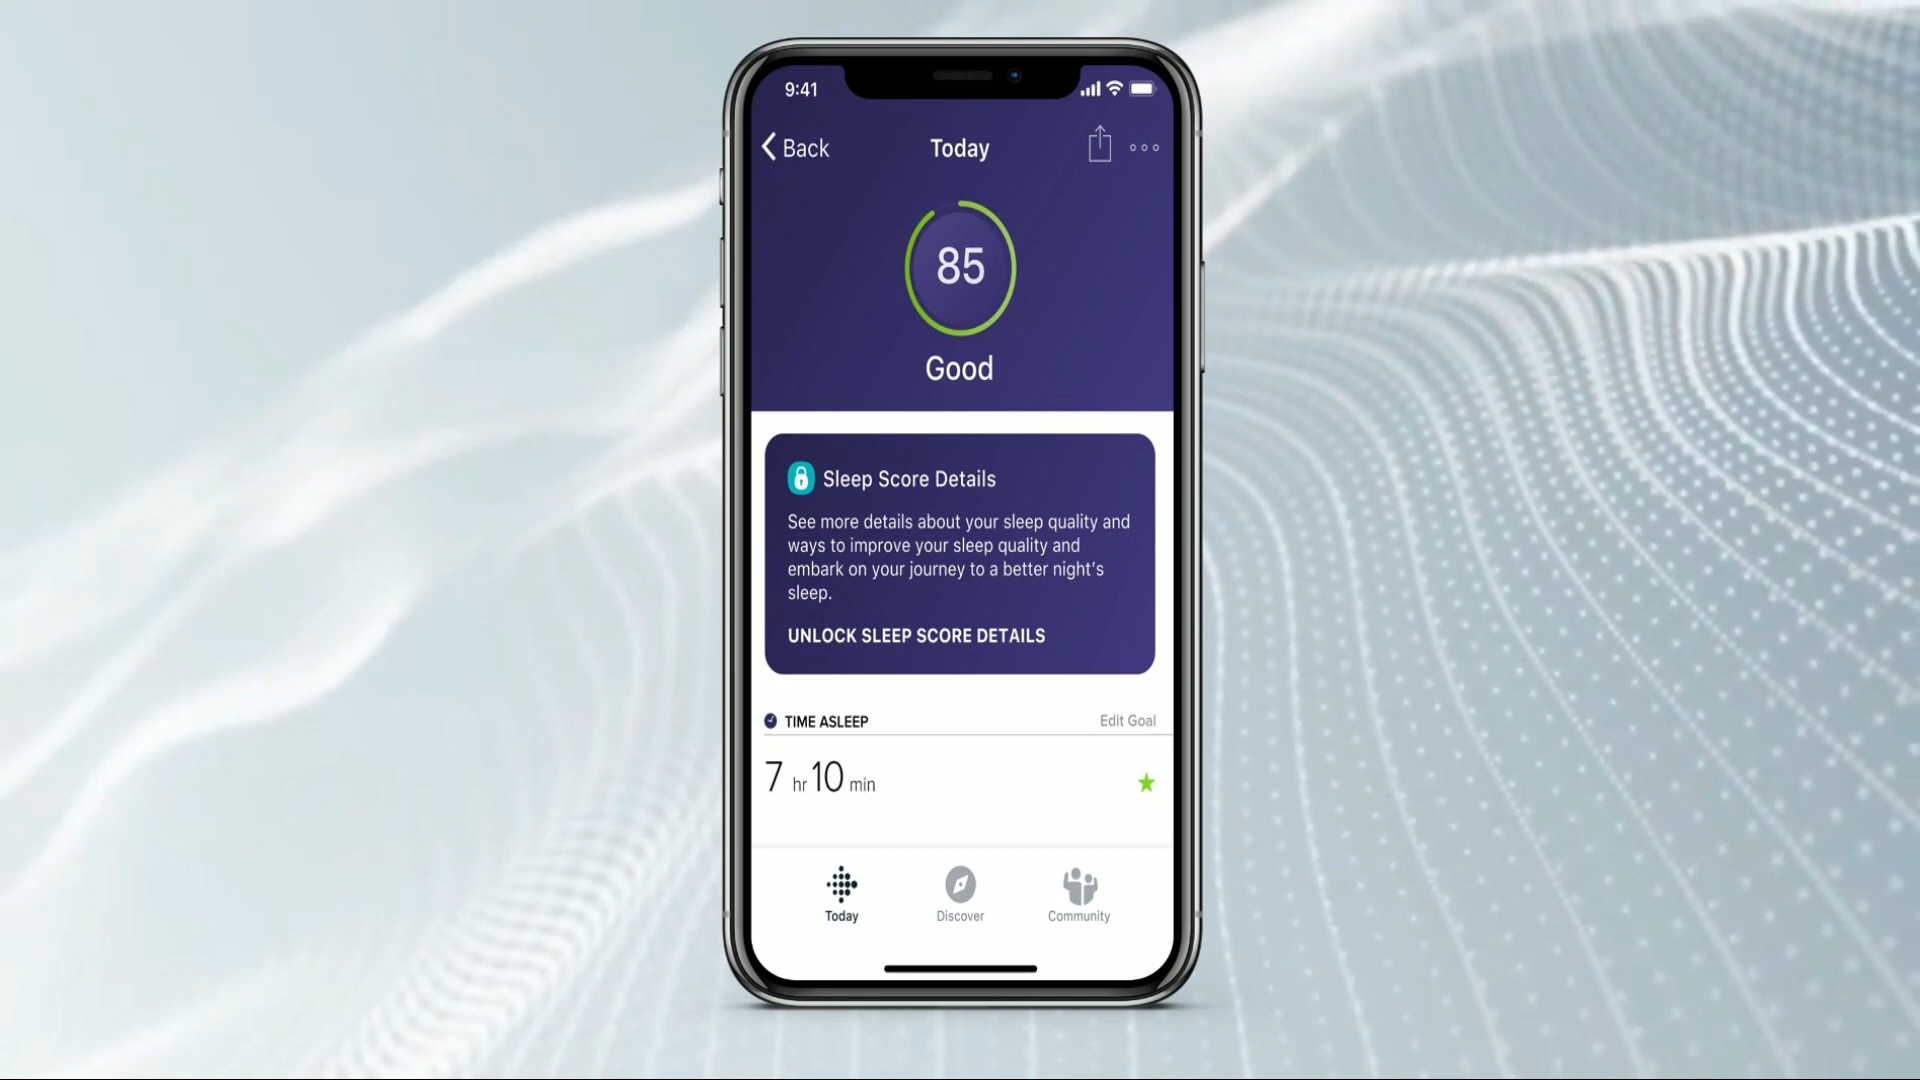 9:41
Back
Today
85
Good
Sleep Score Details
See more details about your sleep quality and
ways to improve your sleep quality and
embark on your journey to a better night's
sleep.
UNLOCK SLEEP SCORE DETAILS
TIME ASLEEP
Edit Goal
7 hr 10 min
Today
Discover
Community